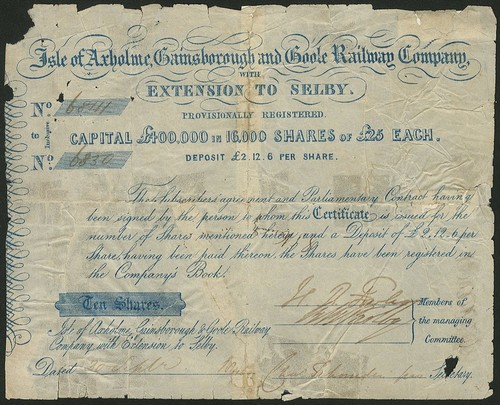 Isle of Axholme, Gainsborough and Goole Railway Company,
WITH
EXTENSION TO SELBY.
PROVISIONALLY REGISTERED.
CAPITAL £400,000 IN 16,000 SHARES OF £25 EACH.
DEPOSIT £2.12.6 PER SHARE.
No. 6821
to Inclusive
No. 6830
The Subscribers agreement and Parliamentary Contract having
been signed by the person to whom this Certificate is issued for the
number of Shares mentioned herein, and a Deposit of £2.12.6 per
Share, having been paid thereon, the Shares have been registered in
the Company's Book.
Ten Shares.
Isle of Axholme, Gainsborough & Goole Railway
Company, with Extension to Selby.
Members of
the managing
Committee.
Dated
Secretary.